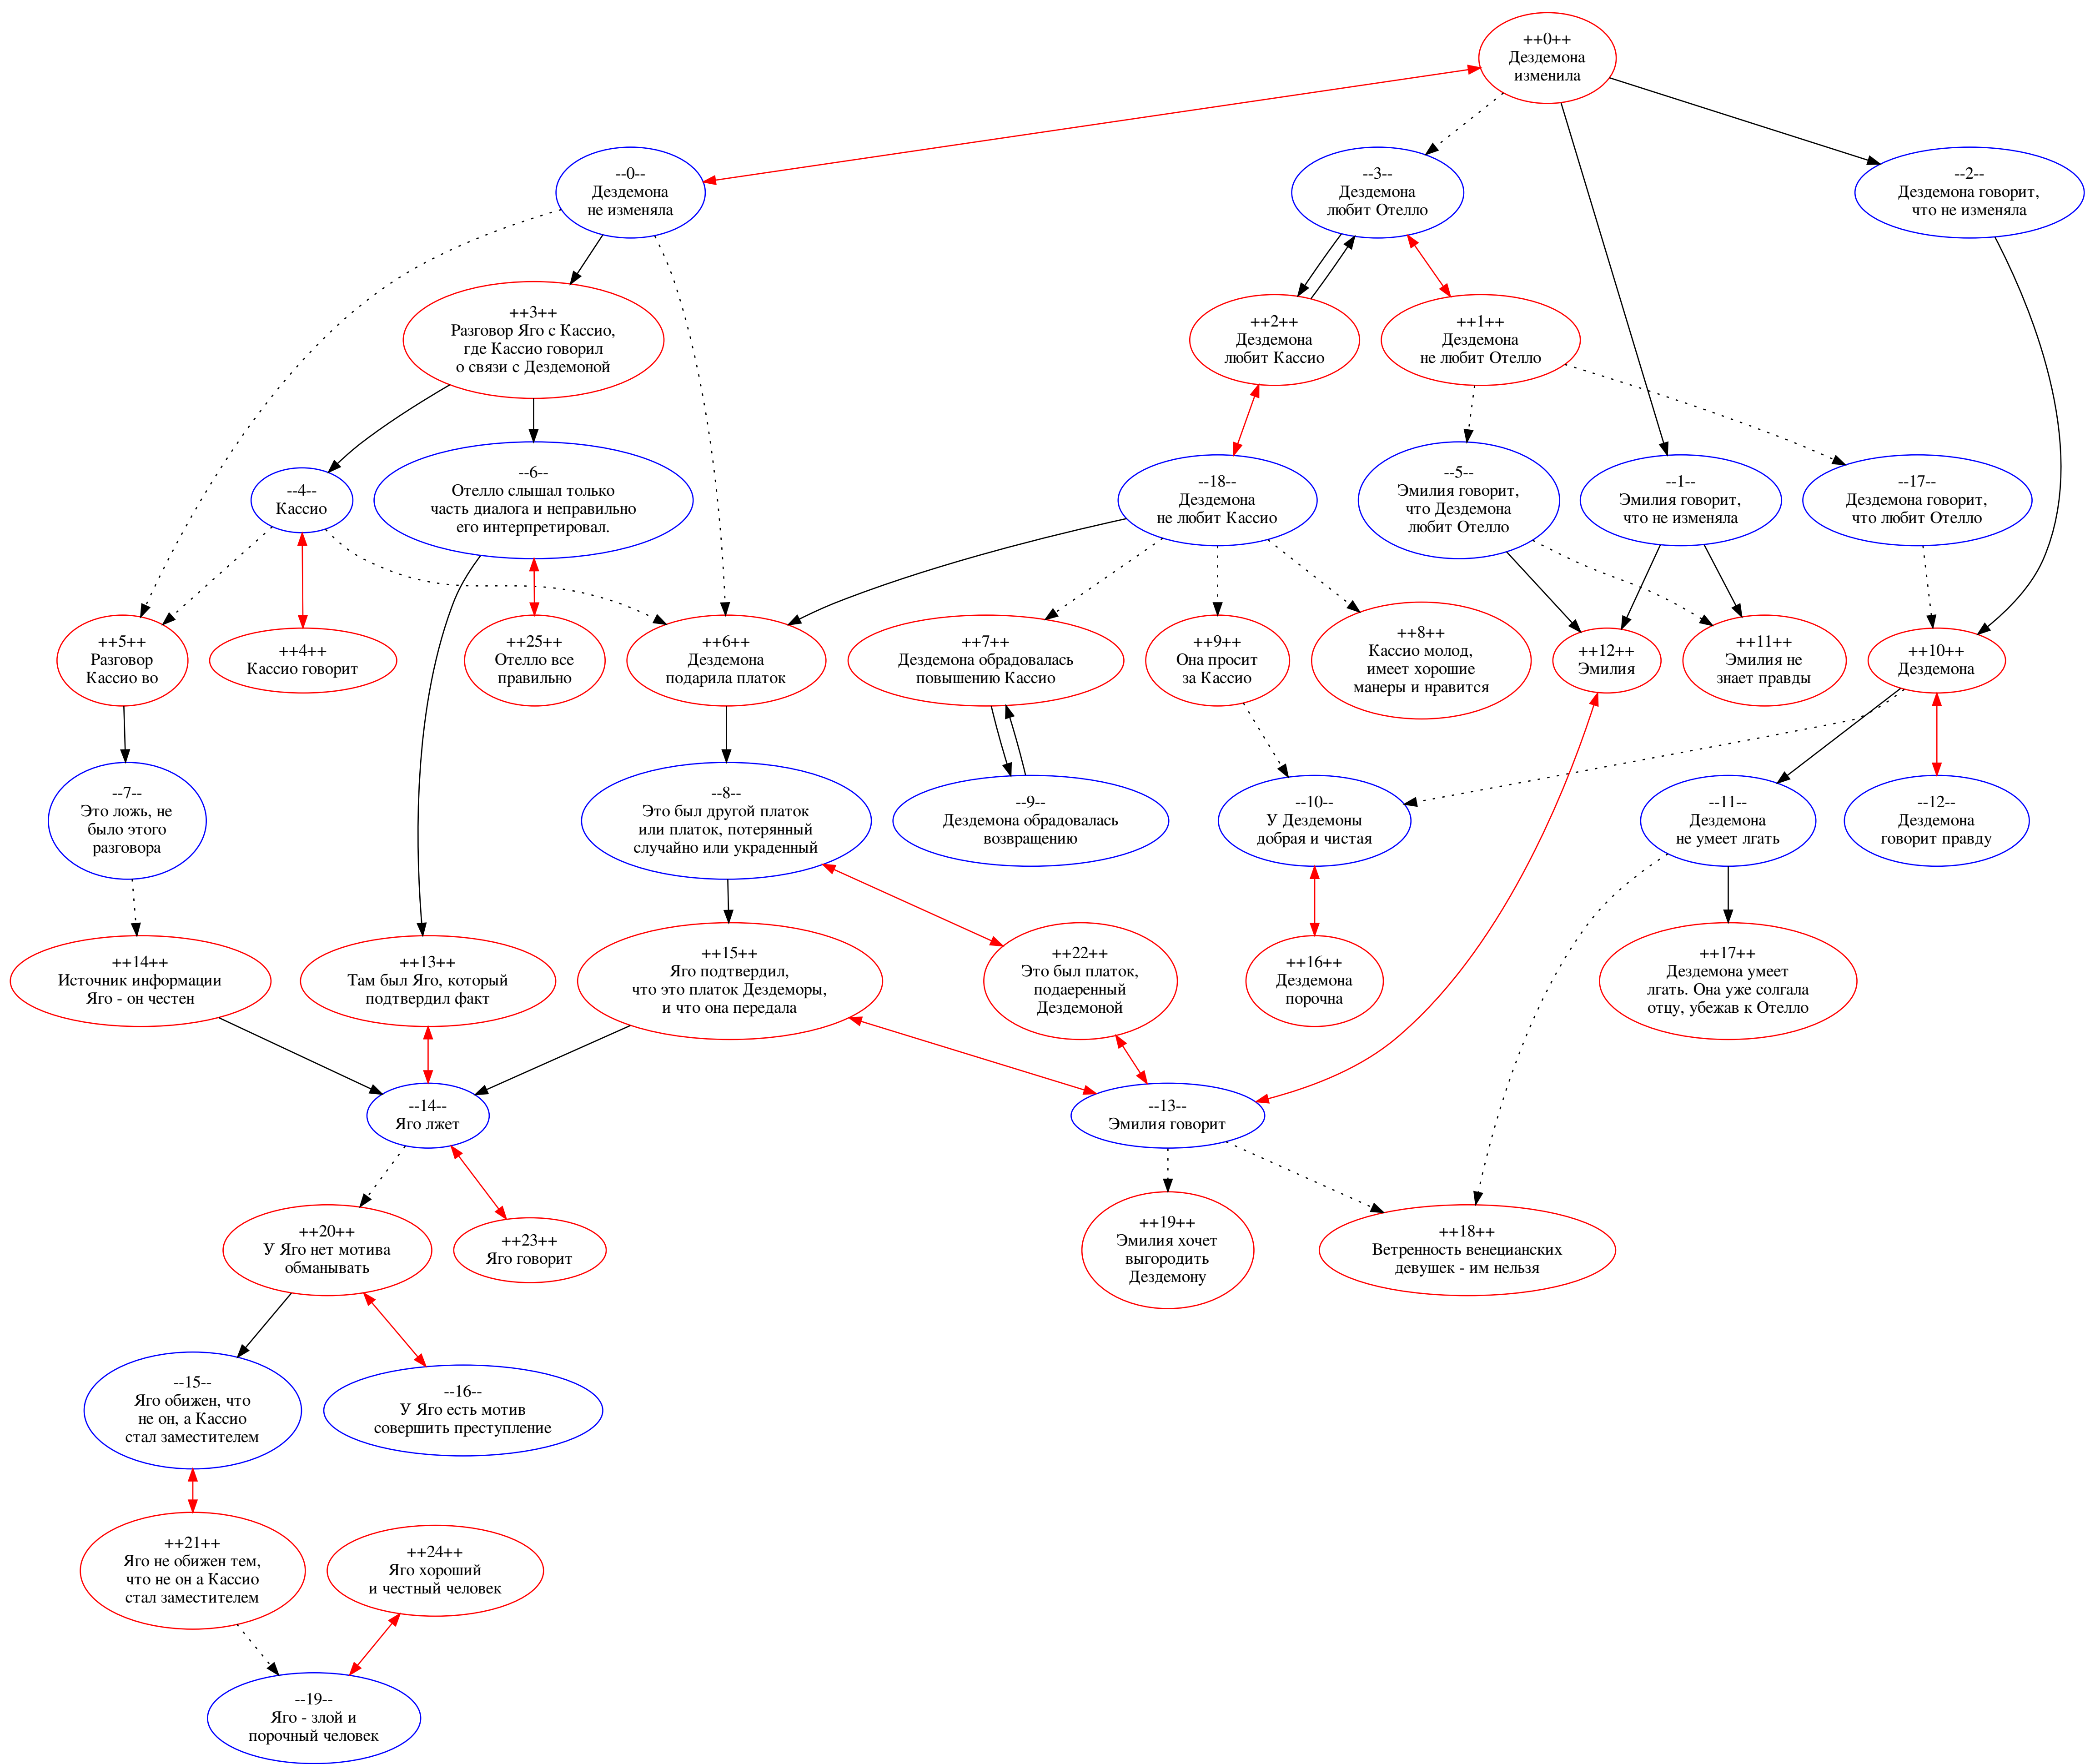 ++0++
Дездемона
изменила
--0--
Дездемона
не изменяла
--3--
Дездемона
любит Отелло
--2--
Дездемона говорит,
что не изменяла
++3++
Разговор Яго с Кассио,
где Кассио говорил
о связи с Дездемоной
++2++
Дездемона
любит Кассио
++1++
Дездемона
не любит Отелло
--4--
Кассио
--6--
Отелло слышал только
часть диалога и неправильно
его интерпретировал.
--18--
Дездемона
не любит Кассио
--5--
Эмилия говорит,
что Дездемона
любит Отелло
--1--
Эмилия говорит,
что не изменяла
--17--
Дездемона говорит,
что любит Отелло
++5++
Разговор
Кассио во
++4++
Кассио говорит
++25++
Отелло все
правильно
++6++
Дездемона
подарила платок
++7++
Дездемона обрадовалась
повышению Кассио
++9++
Она просит
за Кассио
++8++
Кассио молод,
имеет хорошие
манеры и нравится
++12++
Эмилия
++11++
Эмилия не
знает правды
++10++
Дездемона
--7--
Это ложь, не
было этого
разговора
--8--
Это был другой платок
или платок, потерянный
случайно или украденный
--9--
Дездемона обрадовалась
возвращению
--10--
У Дездемоны
добрая и чистая
--11--
Дездемона
не умеет лгать
--12--
Дездемона
говорит правду
++14++
Источник информации
Яго - он честен
++13++
Там был Яго, который
подтвердил факт
++15++
Яго подтвердил,
что это платок Дездеморы,
и что она передала
++22++
Это был платок,
подаеренный
Дездемоной
++16++
Дездемона
порочна
++17++
Дездемона умеет
лгать. Она уже солгала
отцу, убежав к Отелло
--14--
Яго лжет
--13--
Эмилия говорит
++20++
У Яго нет мотива
обманывать
++23++
Яго говорит
++19++
Эмилия хочет
выгородить
Дездемону
++18++
Ветренность венецианских
девушек - им нельзя
--15--
Яго обижен, что
не он, а Кассио
стал заместителем
--16--
У Яго есть мотив
совершить преступление
++21++
Яго не обижен тем,
что не он а Кассио
стал заместителем
++24++
Яго хороший
и честный человек
--19--
Яго - злой и
порочный человек